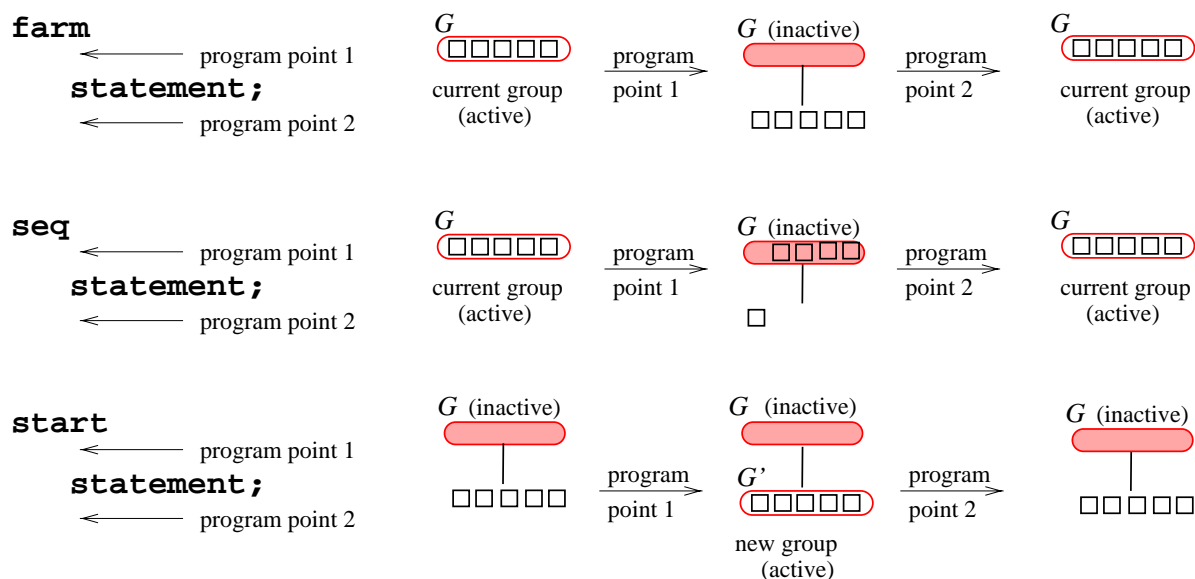 farm
program point 1
statement;
program point 2
G
current group
(active)
program
point 1
G (inactive)
program
point 2
G
current group
(active)
seq
program point 1
statement;
program point 2
G
current group
(active)
program
point 1
G (inactive)
program
point 2
G
current group
(active)
start
program point 1
statement;
program point 2
G (inactive)
program
point 1
G (inactive)
G’
new group
(active)
program
point 2
G (inactive)